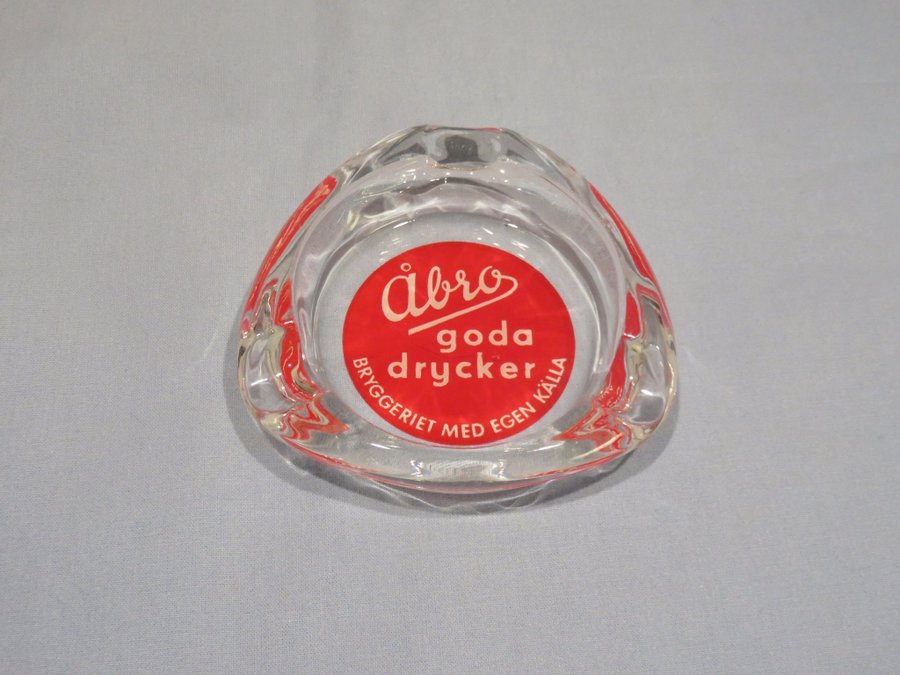 Åbro
goda
drycker
BRYGGERIET MED EGEN KÄLLA